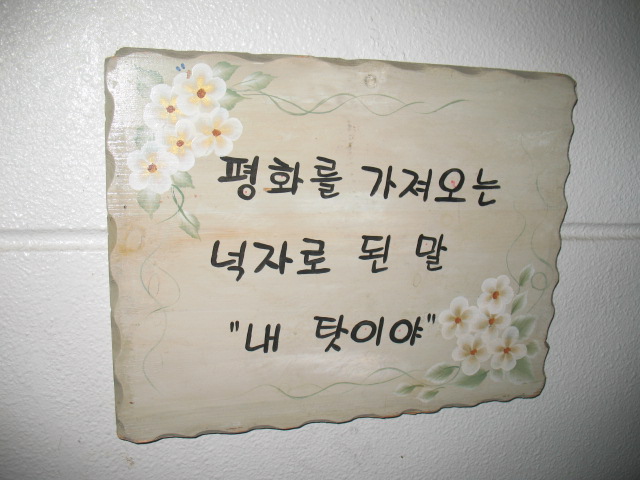 평화를 가져오는
넉자로 된 말
"내 탓이야"